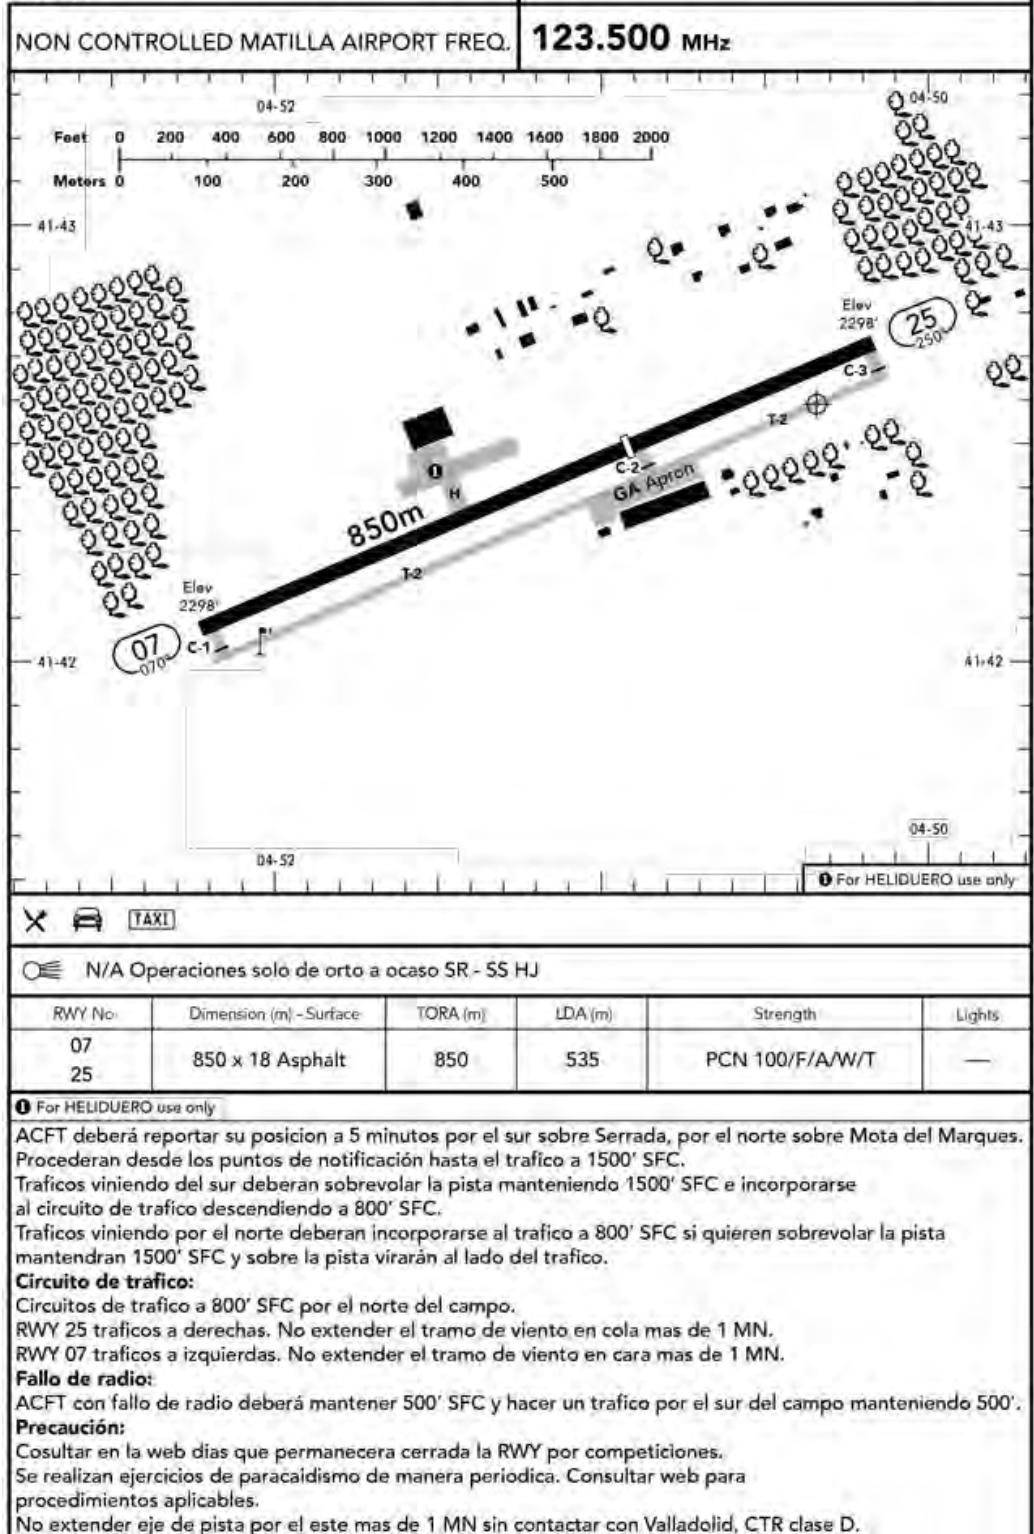 NON CONTROLLED MATILLA AIRPORT FREQ. 123.500 MHz
04-52 04-50
Feet 0 200 400 600 800 1000 1200 1400 1600 1800 2000
Meters 0 100 200 300 400 500
41-43 41-43
Elev
2298'
25
250°
C-3
T-2
C-2
GA Apron
H
850m
T-2
Elev
2298'
07
070°
C-1
41-42 41-42
04-50
04-52
For HELIDUERO use only
TAXI
N/A Operaciones solo de orto a ocaso SR - SS HJ
RWY No Dimension (m) - Surface TORA (m) LDA (m) Strength Lights
07
25
850 x 18 Asphalt 850 535 PCN 100/F/A/W/T —
For HELIDUERO use only
ACFT deberá reportar su posicion a 5 minutos por el sur sobre Serrada, por el norte sobre Mota del Marques.
Procederan desde los puntos de notificación hasta el trafico a 1500' SFC.
Traficos viniendo del sur deberan sobrevolar la pista manteniendo 1500' SFC e incorporarse
al circuito de trafico descendiendo a 800' SFC.
Traficos viniendo por el norte deberan incorporarse al trafico a 800' SFC si quieren sobrevolar la pista
mantendran 1500' SFC y sobre la pista virarán al lado del trafico.
Circuito de trafico:
Circuitos de trafico a 800' SFC por el norte del campo.
RWY 25 traficos a derechas. No extender el tramo de viento en cola mas de 1 MN.
RWY 07 traficos a izquierdas. No extender el tramo de viento en cara mas de 1 MN.
Fallo de radio:
ACFT con fallo de radio deberá mantener 500' SFC y hacer un trafico por el sur del campo manteniendo 500'.
Precaución:
Cosultar en la web dias que permanecera cerrada la RWY por competiciones.
Se realizan ejercicios de paracaidismo de manera periodica. Consultar web para
procedimientos aplicables.
No extender eje de pista por el este mas de 1 MN sin contactar con Valladolid, CTR clase D.